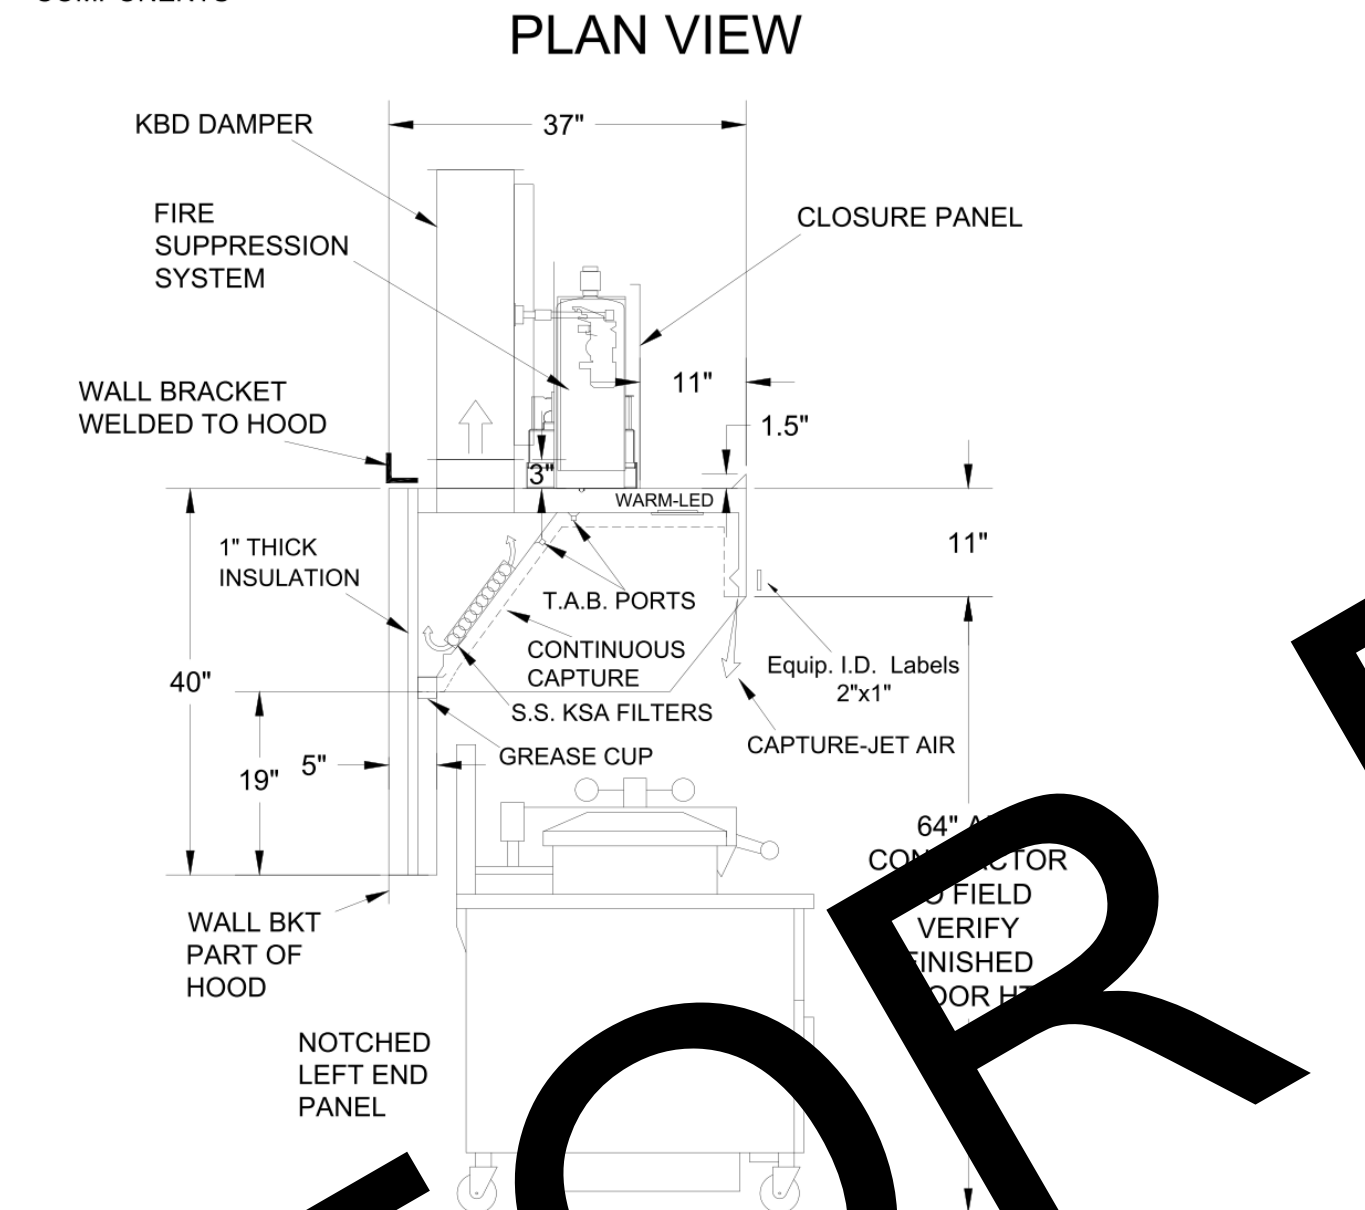 PLAN VIEW
37"
KBD DAMPER
FIRE
SUPPRESSION
SYSTEM
CLOSURE PANEL
11"
1.5"
WALL BRACKET
WELDED TO HOOD
3"
WARM-LED
11"
1" THICK
INSULATION
T.A.B. PORTS
CONTINUOUS
CAPTURE
Equip. I.D. Labels
2"x1"
40"
S.S. KSA FILTERS
CAPTURE-JET AIR
GREASE CUP
19"
5"
64"
FIELD
VERIFY
WALL BKT
PART OF
HOOD
NOTCHED
LEFT END
PANEL
OR